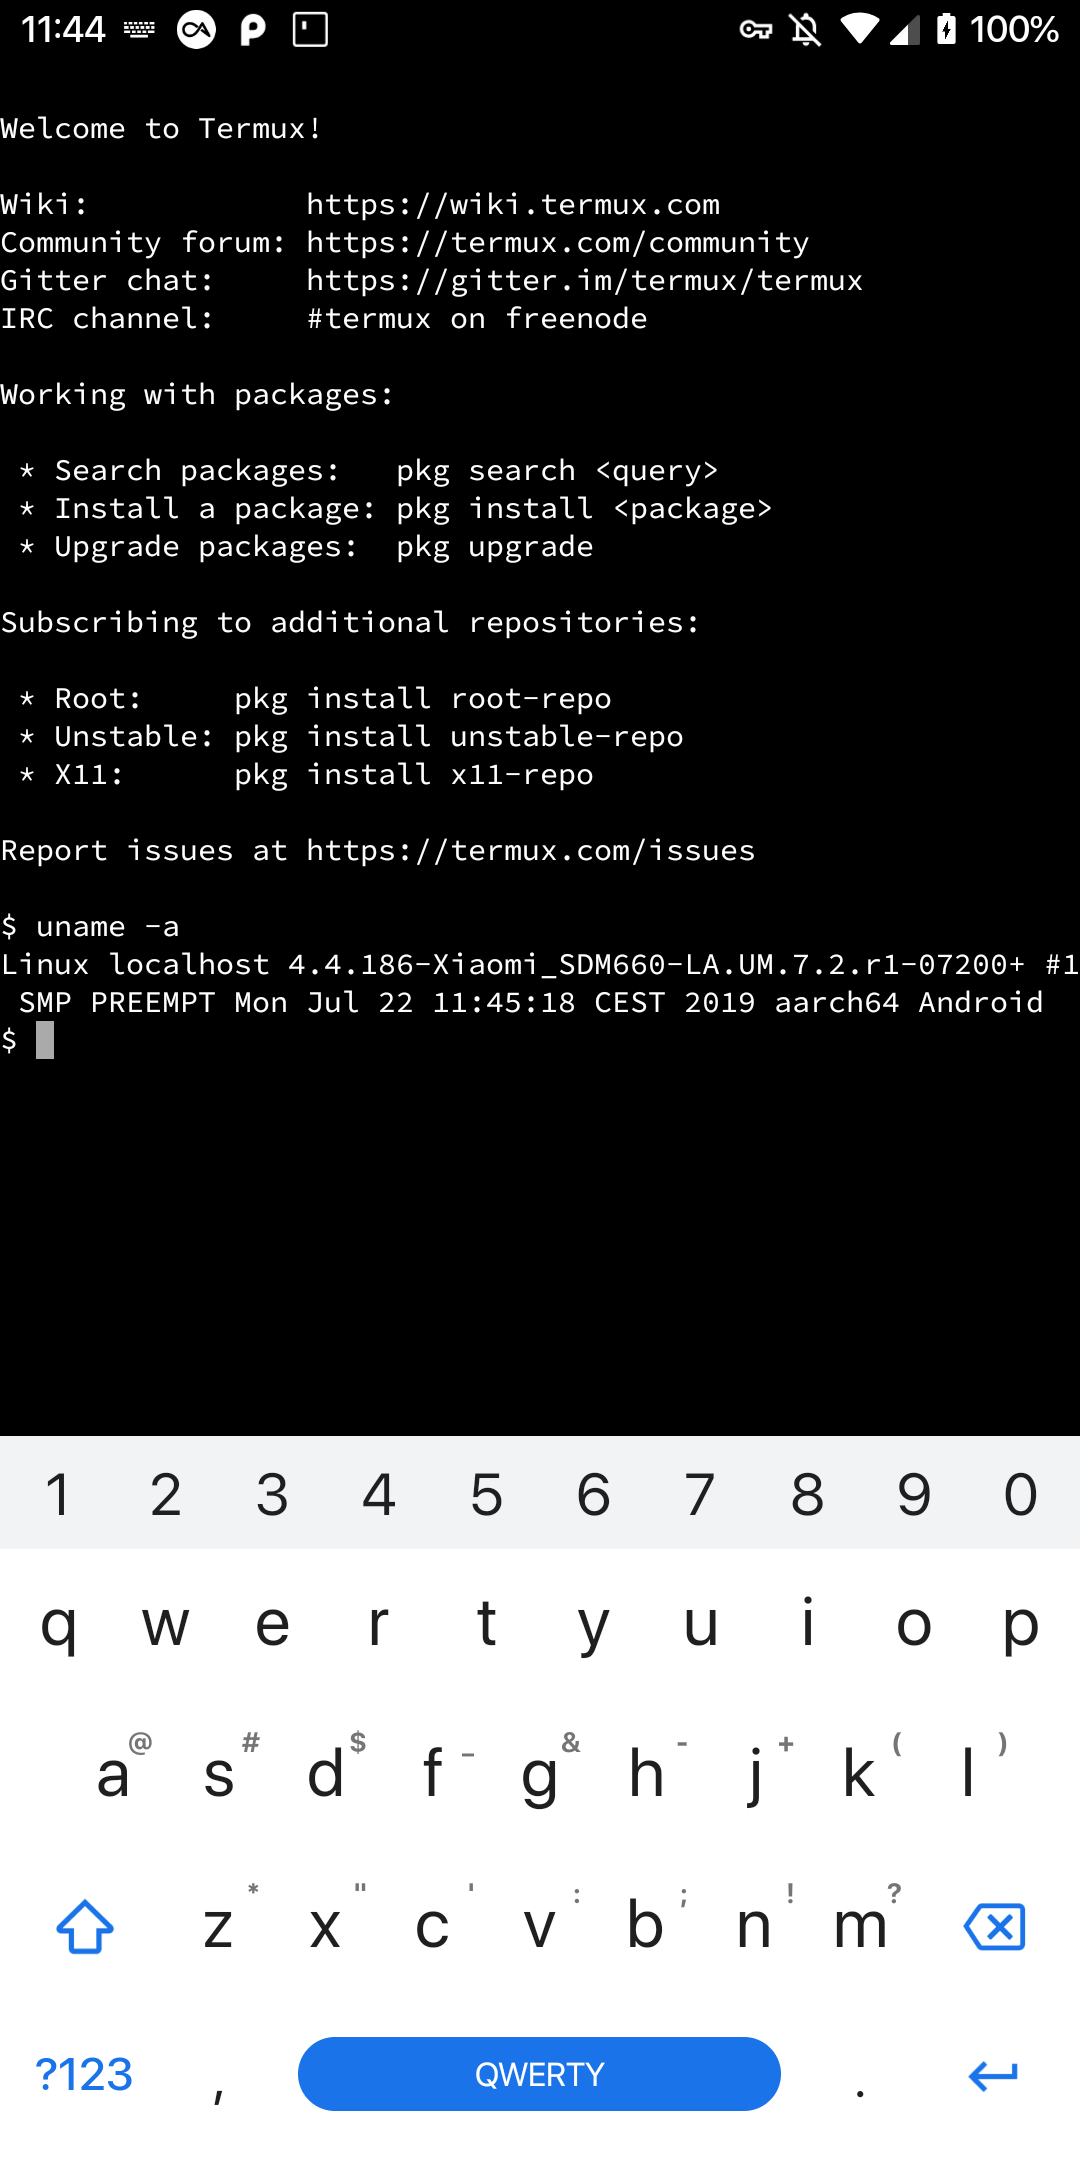 11:44 100%
Welcome to Termux!
Wiki:            https://wiki.termux.com
Community forum: https://termux.com/community
Gitter chat:     https://gitter.im/termux/termux
IRC channel:     #termux on freenode
Working with packages:
 * Search packages:   pkg search <query>
 * Install a package: pkg install <package>
 * Upgrade packages:  pkg upgrade
Subscribing to additional repositories:
 * Root:     pkg install root-repo
 * Unstable: pkg install unstable-repo
 * X11:      pkg install x11-repo
Report issues at https://termux.com/issues
$ uname -a
Linux localhost 4.4.186-Xiaomi_SDM660-LA.UM.7.2.r1-07200+ #1
 SMP PREEMPT Mon Jul 22 11:45:18 CEST 2019 aarch64 Android
$
1 2 3 4 5 6 7 8 9 0
q w e r t y u i o p
@ # $ _ & - + ( )
a s d f g h j k l
* " ' : ; ! ?
z x c v b n m
?123 , QWERTY .